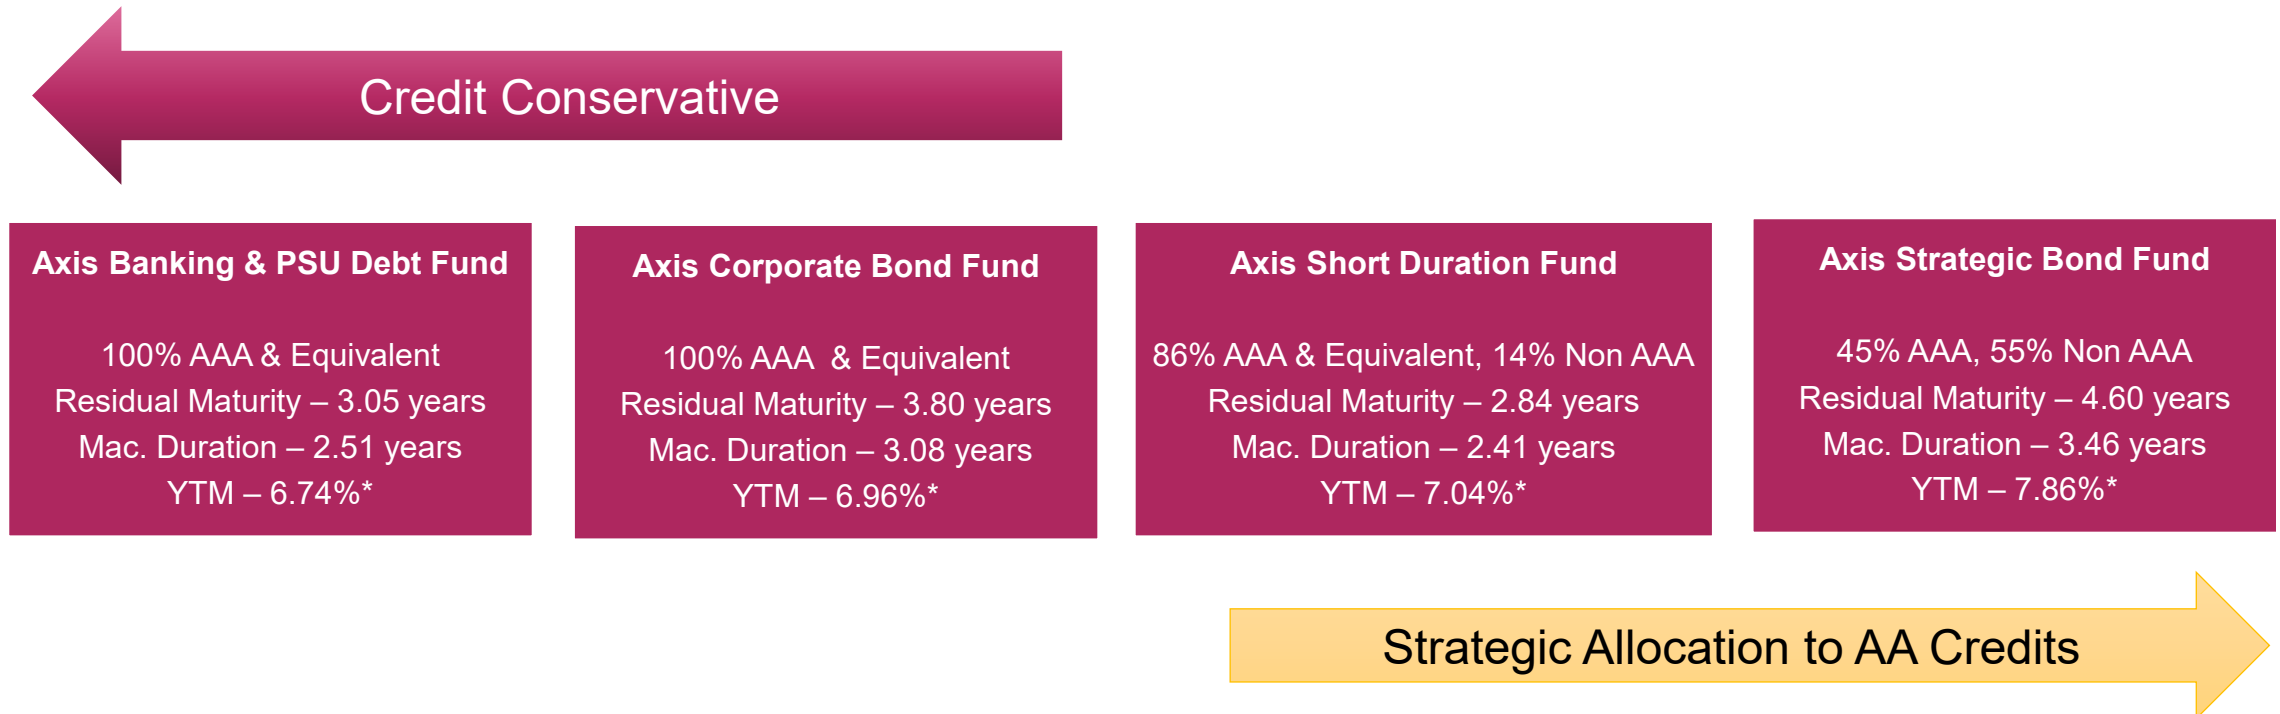 Credit Conservative
Axis Banking & PSU Debt Fund
100% AAA & Equivalent
Residual Maturity – 3.05 years
Mac. Duration – 2.51 years
YTM – 6.74%*
Axis Corporate Bond Fund
100% AAA & Equivalent
Residual Maturity – 3.80 years
Mac. Duration – 3.08 years
YTM – 6.96%*
Axis Short Duration Fund
86% AAA & Equivalent, 14% Non AAA
Residual Maturity – 2.84 years
Mac. Duration – 2.41 years
YTM – 7.04%*
Axis Strategic Bond Fund
45% AAA, 55% Non AAA
Residual Maturity – 4.60 years
Mac. Duration – 3.46 years
YTM – 7.86%*
Strategic Allocation to AA Credits